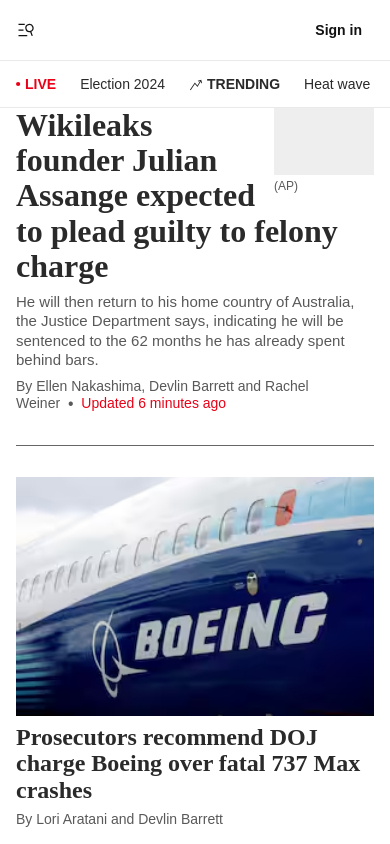 Sign in
• LIVE Election 2024 TRENDING Heat wave
Wikileaks
founder Julian
Assange expected
to plead guilty to felony
charge
(AP)
He will then return to his home country of Australia,
the Justice Department says, indicating he will be
sentenced to the 62 months he has already spent
behind bars.
By Ellen Nakashima, Devlin Barrett and Rachel
Weiner • Updated 6 minutes ago
BOEING
Prosecutors recommend DOJ
charge Boeing over fatal 737 Max
crashes
By Lori Aratani and Devlin Barrett